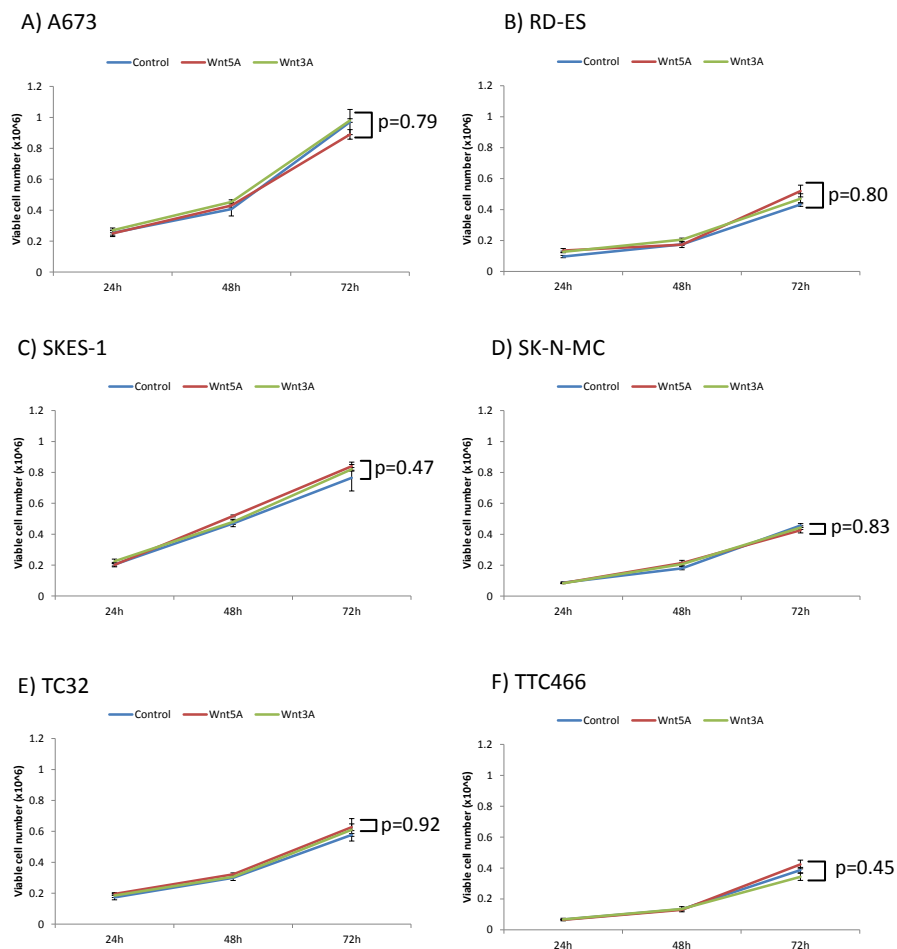 A) A673
Control Wnt5A Wnt3A
Viable cell number (x10^6)
1.2
1
0.8
0.6
0.4
0.2
0
24h 48h 72h
p=0.79
B) RD-ES
Control Wnt5A Wnt3A
Viable cell number (x10^6)
1.2
1
0.8
0.6
0.4
0.2
0
24h 48h 72h
p=0.80
C) SKES-1
Control Wnt5A Wnt3A
Viable cell number (x10^6)
1.2
1
0.8
0.6
0.4
0.2
0
24h 48h 72h
p=0.47
D) SK-N-MC
Control Wnt5A Wnt3A
Viable cell number (x10^6)
1.2
1
0.8
0.6
0.4
0.2
0
24h 48h 72h
p=0.83
E) TC32
Control Wnt5A Wnt3A
Viable cell number (x10^6)
1.2
1
0.8
0.6
0.4
0.2
0
24h 48h 72h
p=0.92
F) TTC466
Control Wnt5A Wnt3A
Viable cell number (x10^6)
1.2
1
0.8
0.6
0.4
0.2
0
24h 48h 72h
p=0.45